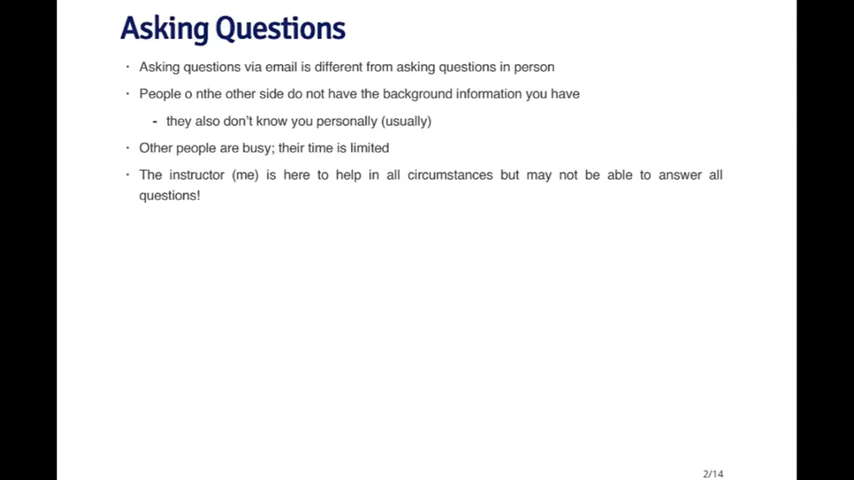 Asking Questions
· Asking questions via email is different from asking questions in person
· People o nthe other side do not have the background information you have
- they also don't know you personally (usually)
· Other people are busy; their time is limited
· The instructor (me) is here to help in all circumstances but may not be able to answer all
questions!
2/14